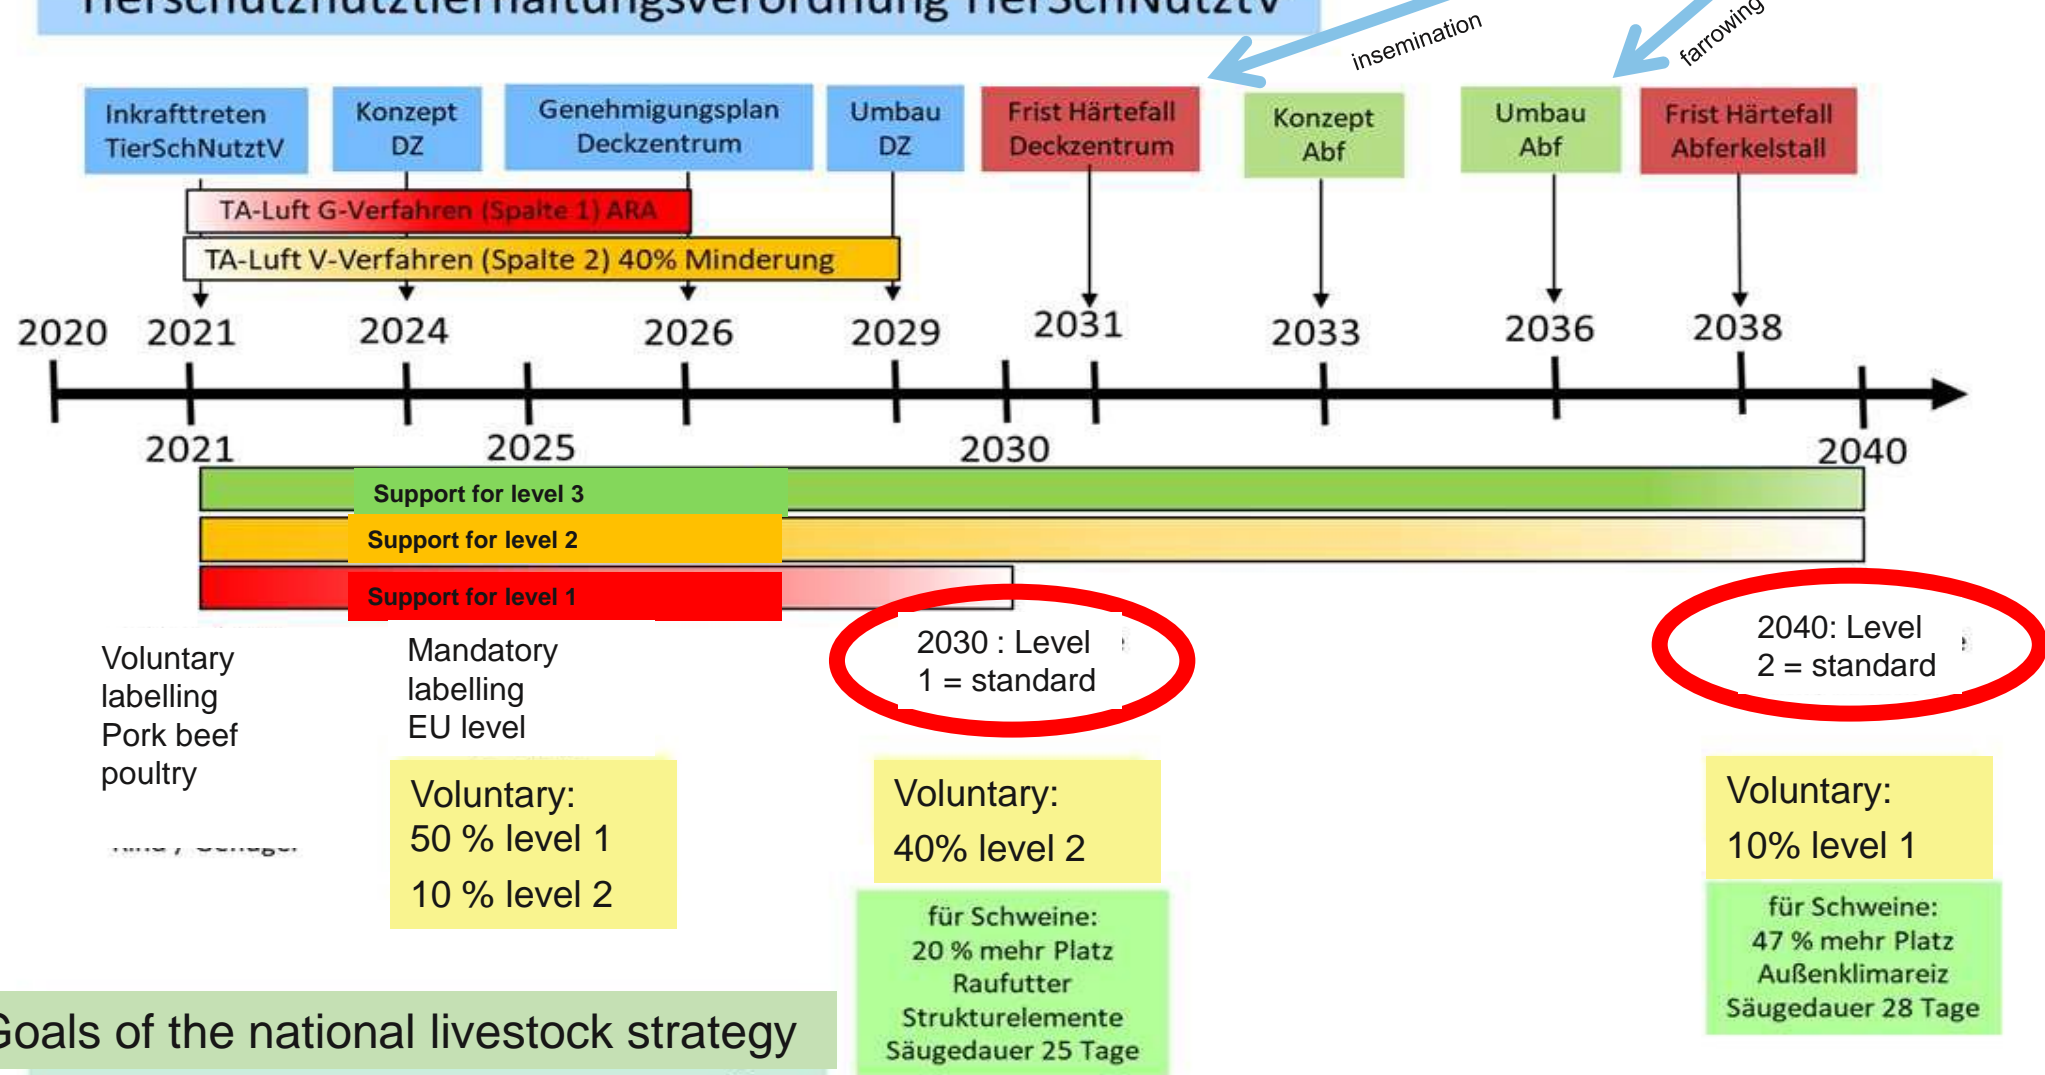 Tierschutznutztierhaltungsverordnung TierSchNutztV
insemination
farrowing
Inkrafttreten
TierSchNutztV
Konzept
DZ
Genehmigungsplan
Deckzentrum
Umbau
DZ
Frist Härtefall
Deckzentrum
Konzept
Abf
Umbau
Abf
Frist Härtefall
Abferkelstall
TA-Luft G-Verfahren (Spalte 1) ARA
TA-Luft V-Verfahren (Spalte 2) 40% Minderung
2020 2021 2024 2026 2029 2031 2033 2036 2038
2021 2025 2030 2040
Support for level 3
Support for level 2
Support for level 1
Voluntary
labelling
Pork beef
poultry
Mandatory
labelling
EU level
2030 : Level
1 = standard
2040: Level
2 = standard
Voluntary:
50 % level 1
10 % level 2
Voluntary:
40% level 2
Voluntary:
10% level 1
für Schweine:
20 % mehr Platz
Raufutter
Strukturelemente
Säugedauer 25 Tage
für Schweine:
47 % mehr Platz
Außenklimareiz
Säugedauer 28 Tage
Goals of the national livestock strategy